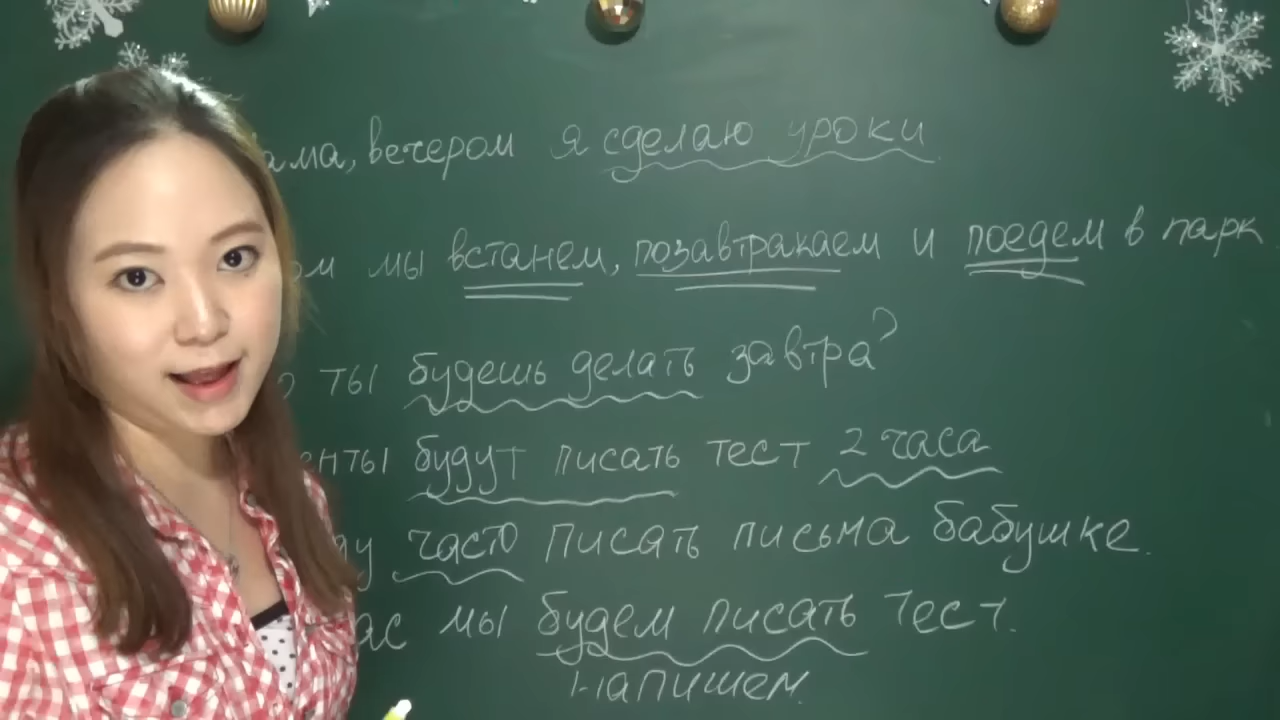 ама, вечером я сделаю уроки
ом мы встанем, позавтракаем и поедем в парк
о ты будешь делать завтра?
енты будут писать тест 2 часа
ду часто писать письма бабушке.
ас мы будем писать тест.
напишем.